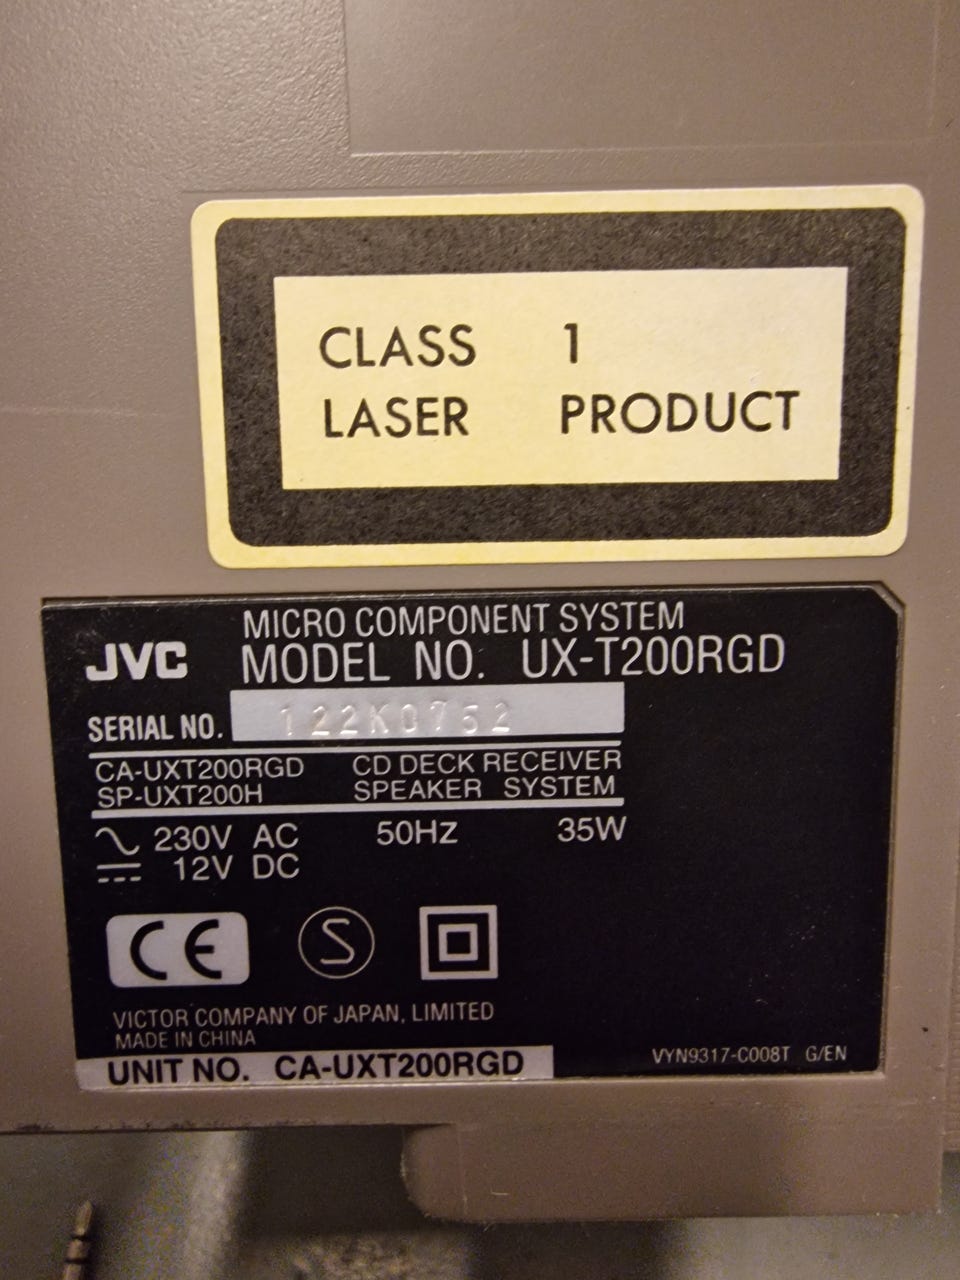 CLASS 1
LASER PRODUCT
MICRO COMPONENT SYSTEM
JVC MODEL NO. UX-T200RGD
SERIAL NO. 122K0752
CA-UXT200RGD CD DECK RECEIVER
SP-UXT200H SPEAKER SYSTEM
230V AC 50HZ 35W
12V DC
CE S
VICTOR COMPANY OF JAPAN, LIMITED
MADE IN CHINA
VYN9317-C008T G/EN
UNIT NO. CA-UXT200RGD